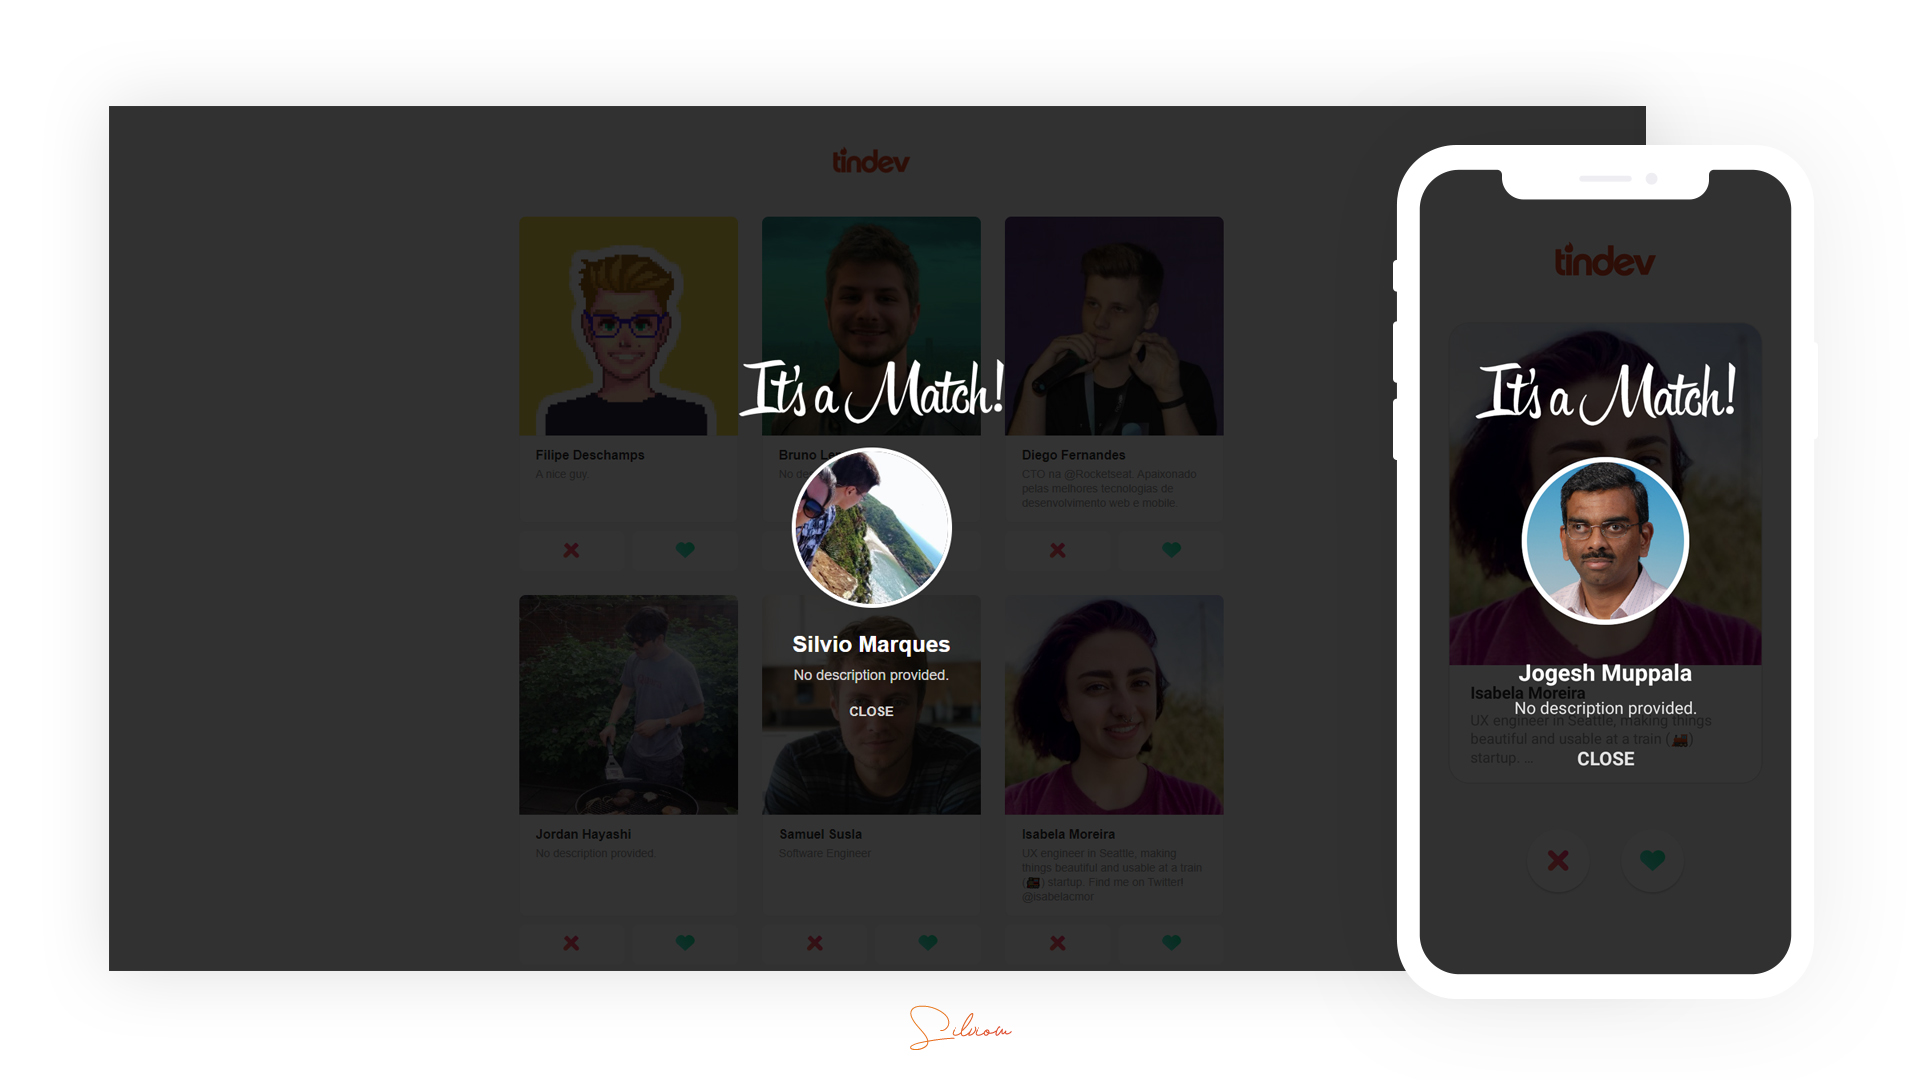 tindev
It's a Match!
Filipe Deschamps
A nice guy.
Bruno
No
Diego Fernandes
CTO na @Rocketseat. Apaixonado
pelas melhores tecnologias de
desenvolvimento web e mobile
Silvio Marques
No description provided.
CLOSE
Jordan Hayashi
No description provided.
Samuel Susla
Software Engineer
Isabela Moreira
UX engineer in Seattle, making
things beautiful and usable at a train
(🚂) startup. Find me on Twitter!
@isabelacmor
tindev
It's a Match!
Jogesh Muppala
Isabela Moreira
No description provided.
UX engineer in Seattle, making things
beautiful and usable at a train (🚂)
startup. ...
CLOSE
Silviom